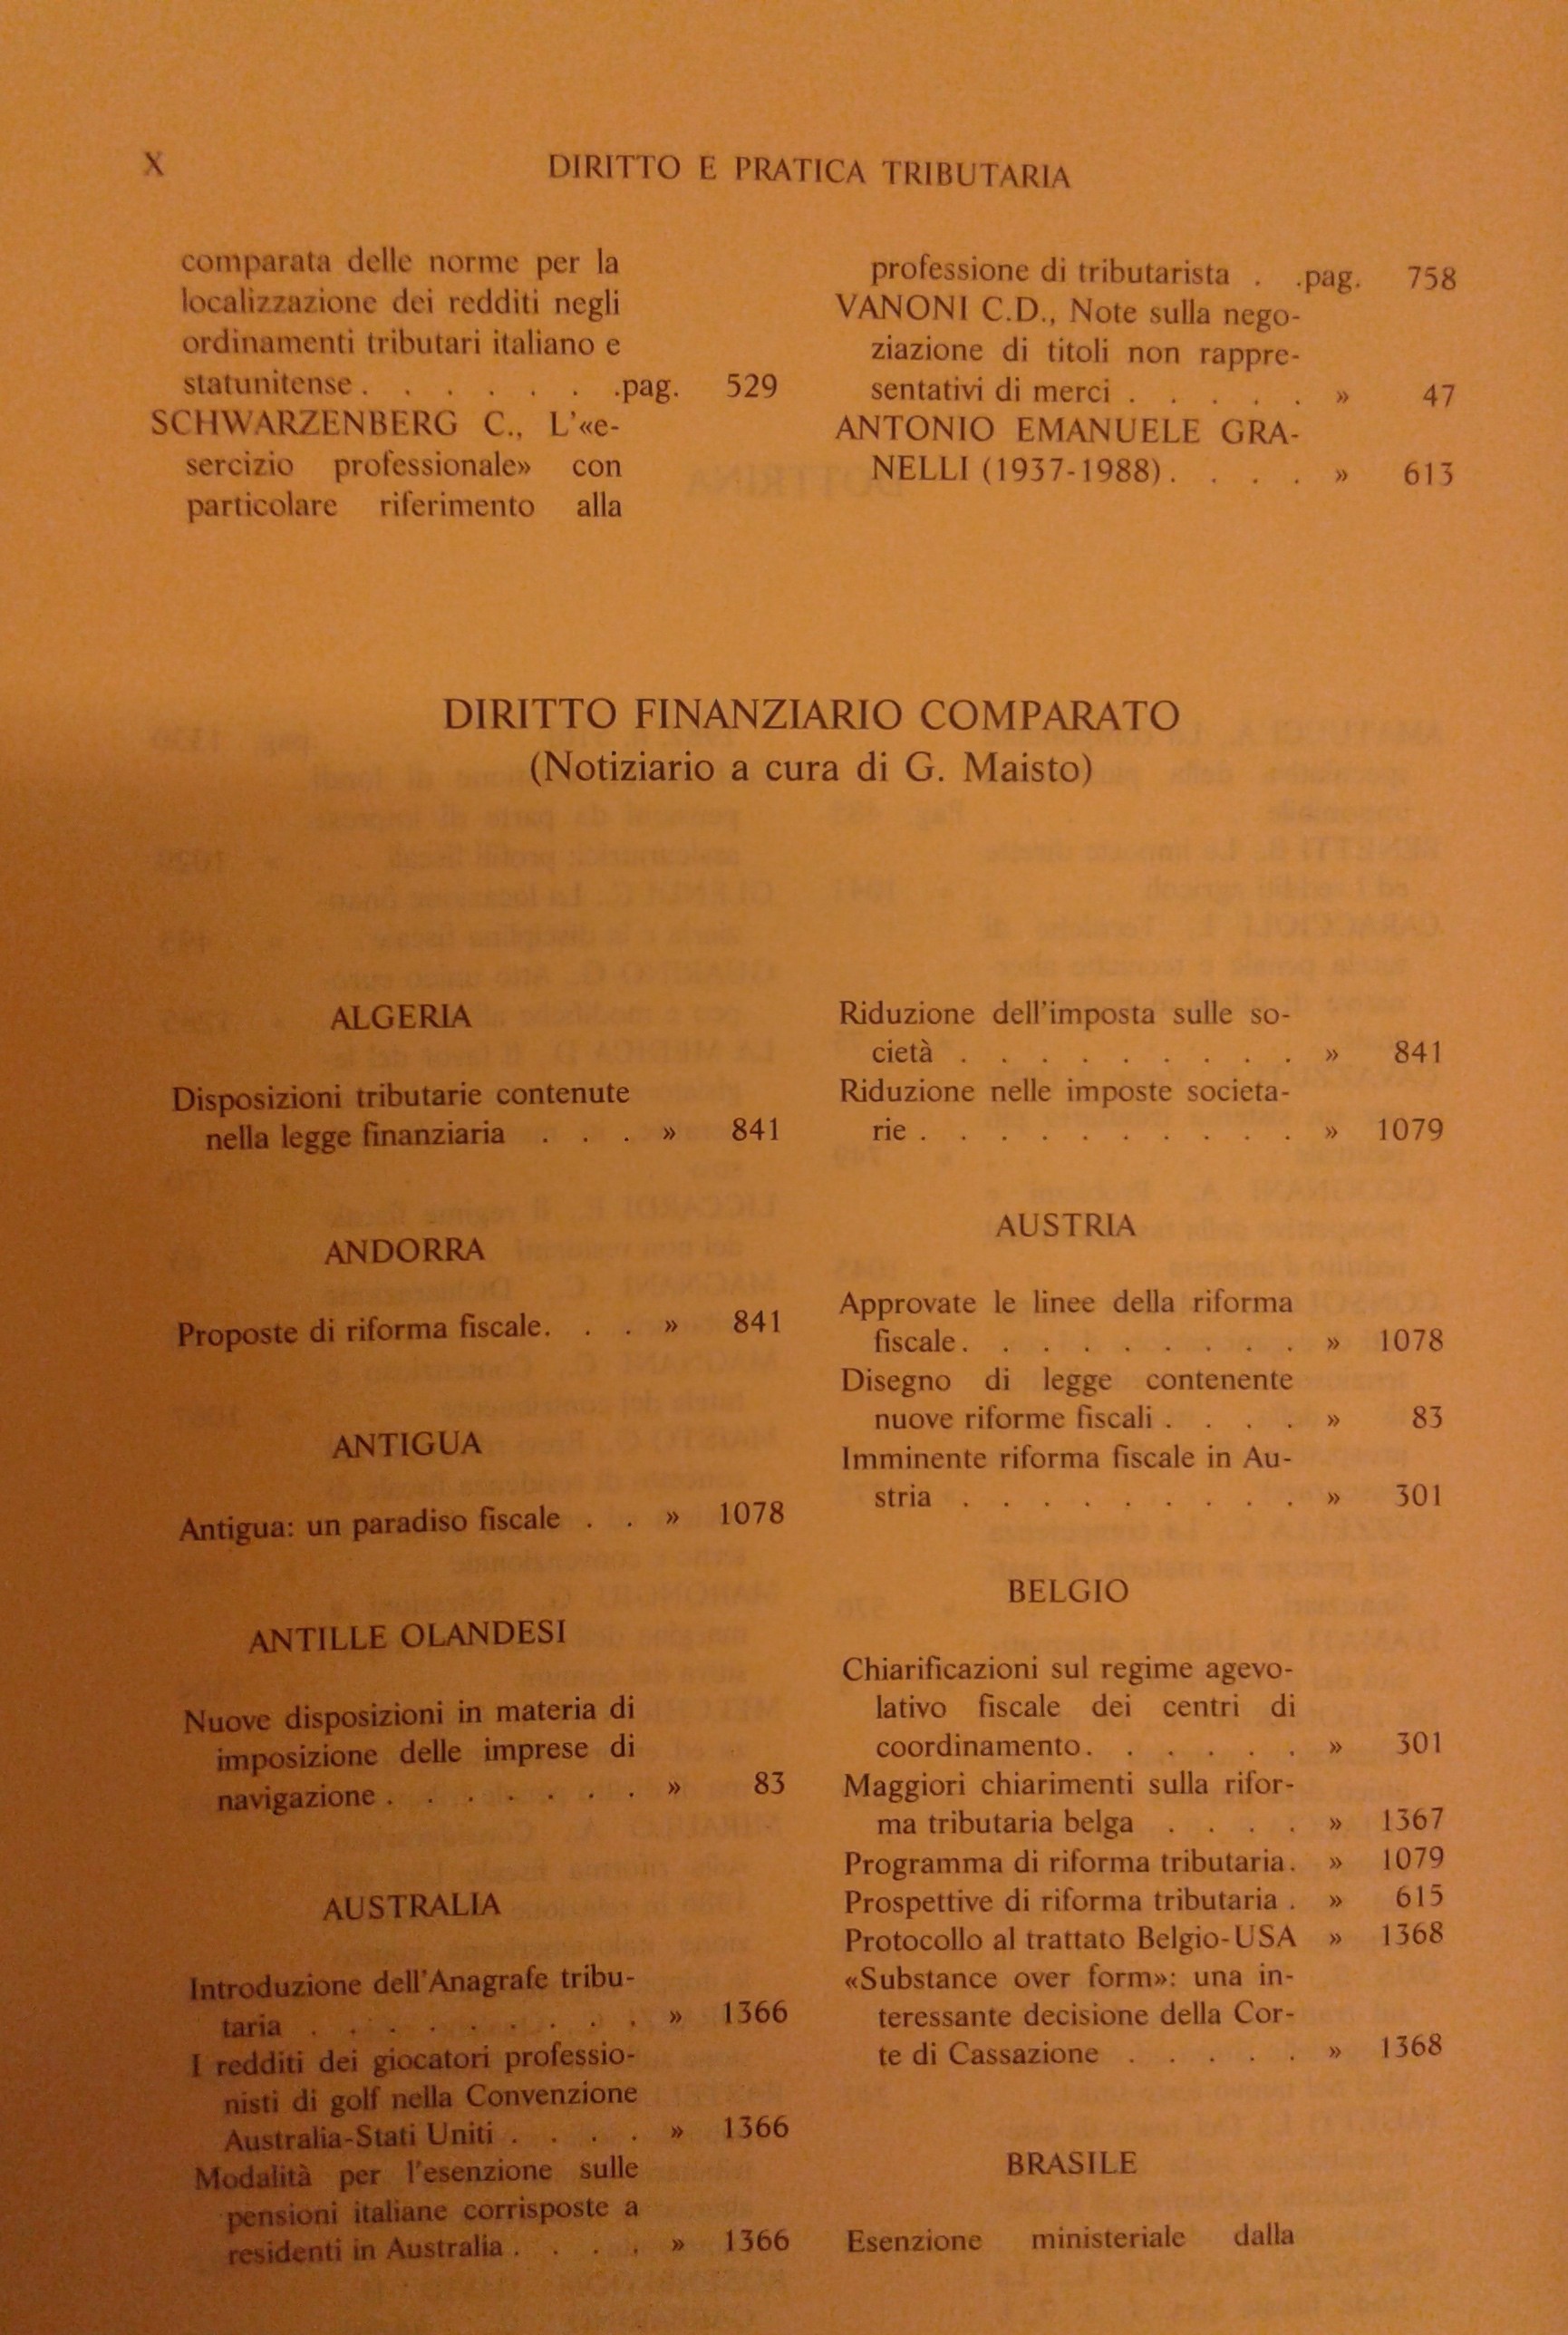 X
DIRITTO E PRATICA TRIBUTARIA
comparata delle norme per la
localizzazione dei redditi negli
ordinamenti tributari italiano e
statunitense . . . . . . .pag. 529
SCHWARZENBERG C., L'«e-
sercizio professionale» con
particolare riferimento alla
professione di tributarista . .pag. 758
VANONI C.D., Note sulla nego-
ziazione di titoli non rappre-
sentativi di merci . . . . . » 47
ANTONIO EMANUELE GRA-
NELLI (1937-1988) . . . . » 613
DIRITTO FINANZIARIO COMPARATO
(Notiziario a cura di G. Maisto)
ALGERIA
Disposizioni tributarie contenute
nella legge finanziaria . . . » 841
ANDORRA
Proposte di riforma fiscale. . . » 841
ANTIGUA
Antigua: un paradiso fiscale . . » 1078
ANTILLE OLANDESI
Nuove disposizioni in materia di
imposizione delle imprese di
navigazione . . . . . . . » 83
AUSTRALIA
Introduzione dell'Anagrafe tribu-
taria . . . . . . . . . » 1366
I redditi dei giocatori professio-
nisti di golf nella Convenzione
Australia-Stati Uniti . . . . » 1366
Modalità per l'esenzione sulle
pensioni italiane corrisposte a
residenti in Australia . . . . » 1366
Riduzione dell'imposta sulle so-
cietà . . . . . . . . . » 841
Riduzione nelle imposte societa-
rie . . . . . . . . . . » 1079
AUSTRIA
Approvate le linee della riforma
fiscale. . . . . . . . . » 1078
Disegno di legge contenente
nuove riforme fiscali . . . . » 83
Imminente riforma fiscale in Au-
stria . . . . . . . . . » 301
BELGIO
Chiarificazioni sul regime agevo-
lativo fiscale dei centri di
coordinamento. . . . . . » 301
Maggiori chiarimenti sulla rifor-
ma tributaria belga . . . . » 1367
Programma di riforma tributaria. » 1079
Prospettive di riforma tributaria . » 615
Protocollo al trattato Belgio-USA » 1368
«Substance over form»: una in-
teressante decisione della Cor-
te di Cassazione . . . . . » 1368
BRASILE
Esenzione ministeriale dalla